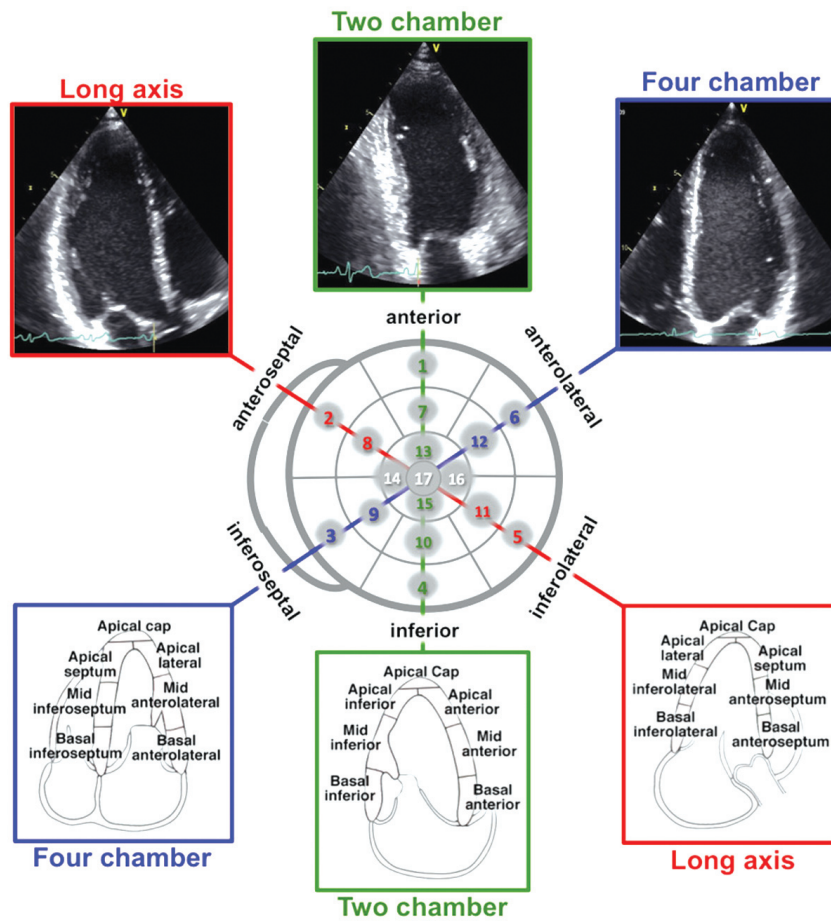 Two chamber
Long axis
Four chamber
V
V
V
5
5
5
10
anterior
anteroseptal
anterolateral
1
7
2
6
8
12
13
14
17
16
15
9
11
3
10
5
4
inferoseptal
inferolateral
inferior
Apical cap
Apical
septum
Apical
lateral
Mid
inferoseptum
Mid
anterolateral
Basal
inferoseptum
Basal
anterolateral
Four chamber
Apical Cap
Apical
inferior
Apical
anterior
Mid
inferior
Mid
anterior
Basal
inferior
Basal
anterior
Two chamber
Apical Cap
Apical
lateral
Apical
septum
Mid
inferolateral
Mid
anteroseptum
Basal
inferolateral
Basal
anteroseptum
Long axis